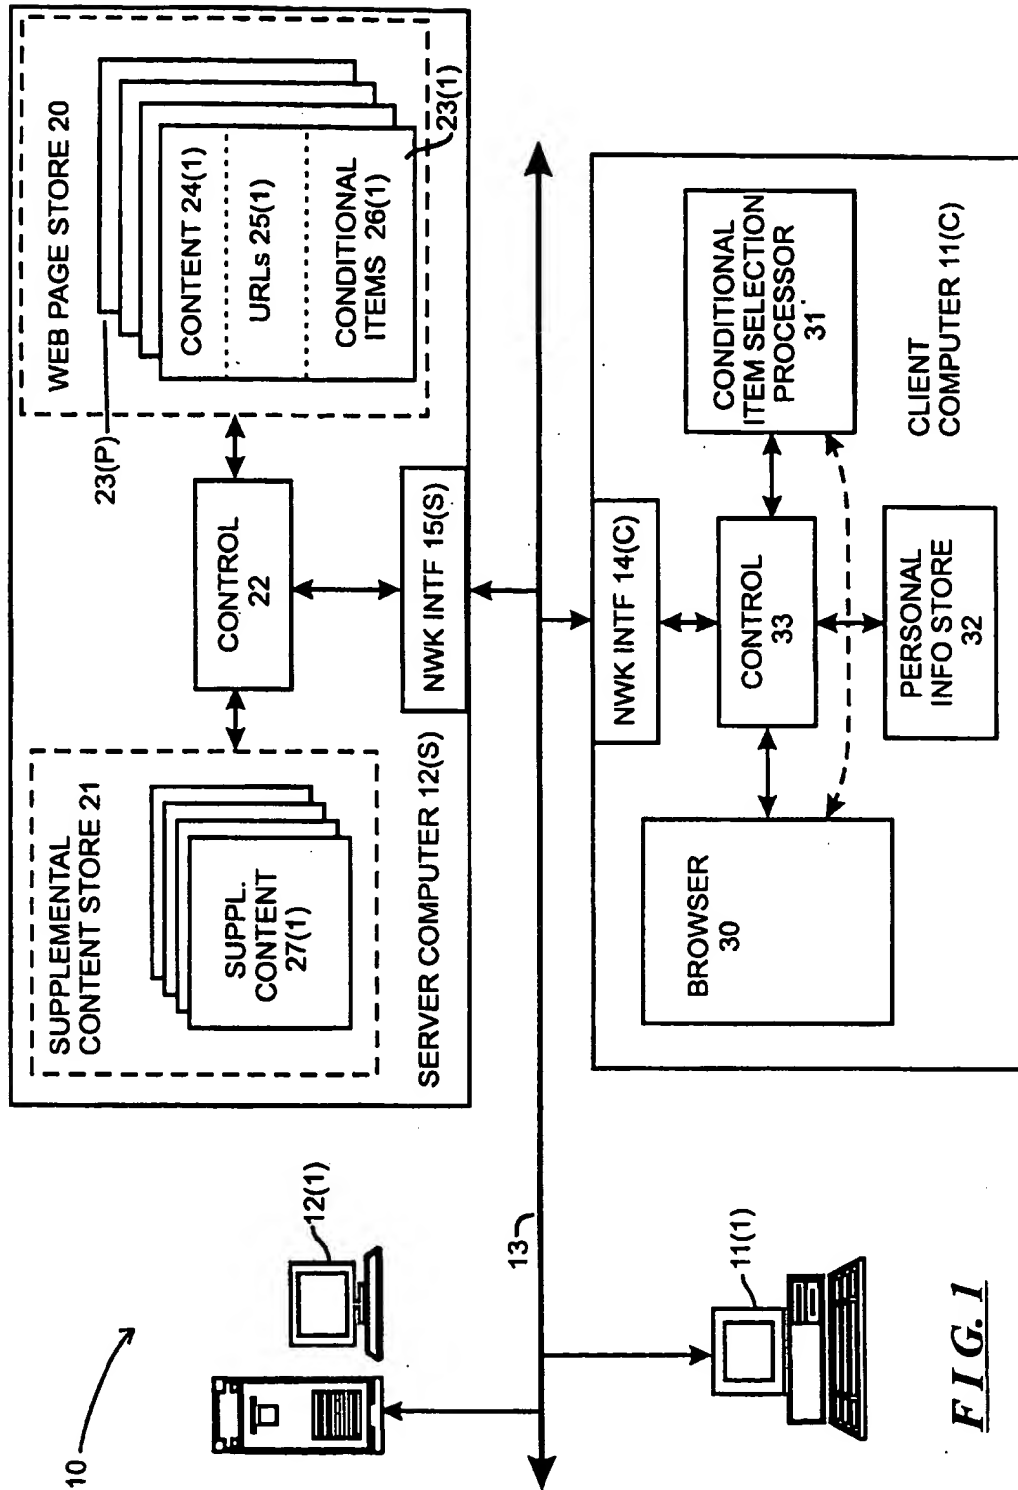 10
12(1)
SUPPLEMENTAL
CONTENT STORE 21
SUPPL.
CONTENT
27(1)
SERVER COMPUTER 12(S)
CONTROL
22
NWK INTF 15(S)
23(P)
WEB PAGE STORE 20
CONTENT 24(1)
URLs 25(1)
CONDITIONAL
ITEMS 26(1)
23(1)
13
11(1)
NWK INTF 14(C)
BROWSER
30
CONTROL
33
PERSONAL
INFO STORE
32
CONDITIONAL
ITEM SELECTION
PROCESSOR
31
CLIENT
COMPUTER 11(C)
FIG. 1